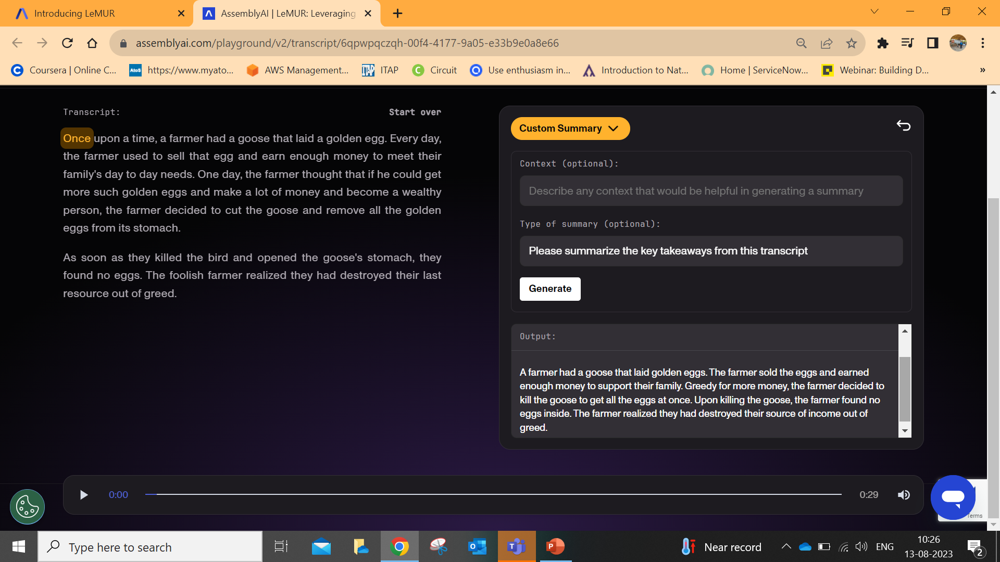 Introducing LeMUR
AssemblyAI | LeMUR: Leveraging
assemblyai.com/playground/v2/transcript/6qpwpqczqh-00f4-4177-9a05-e33b9e0a8e66
Coursera | Online C...
AtoS
https://www.myato...
AWS Management...
ITAP
ITAP
C
Circuit
Use enthusiasm in...
Introduction to Nat...
Home | ServiceNow...
Webinar: Building D...
»
Transcript:
Start over
Once upon a time, a farmer had a goose that laid a golden egg. Every day,
the farmer used to sell that egg and earn enough money to meet their
family's day to day needs. One day, the farmer thought that if he could get
more such golden eggs and make a lot of money and become a wealthy
person, the farmer decided to cut the goose and remove all the golden
eggs from its stomach.
As soon as they killed the bird and opened the goose's stomach, they
found no eggs. The foolish farmer realized they had destroyed their last
resource out of greed.
Custom Summary
Context (optional):
Describe any context that would be helpful in generating a summary
Type of summary (optional):
Please summarize the key takeaways from this transcript
Generate
Output:
A farmer had a goose that laid golden eggs. The farmer sold the eggs and earned
enough money to support their family. Greedy for more money, the farmer decided to
kill the goose to get all the eggs at once. Upon killing the goose, the farmer found no
eggs inside. The farmer realized they had destroyed their source of income out of
greed.
0:00
0:29
Terms
Type here to search
Near record
ENG
10:26
13-08-2023
2